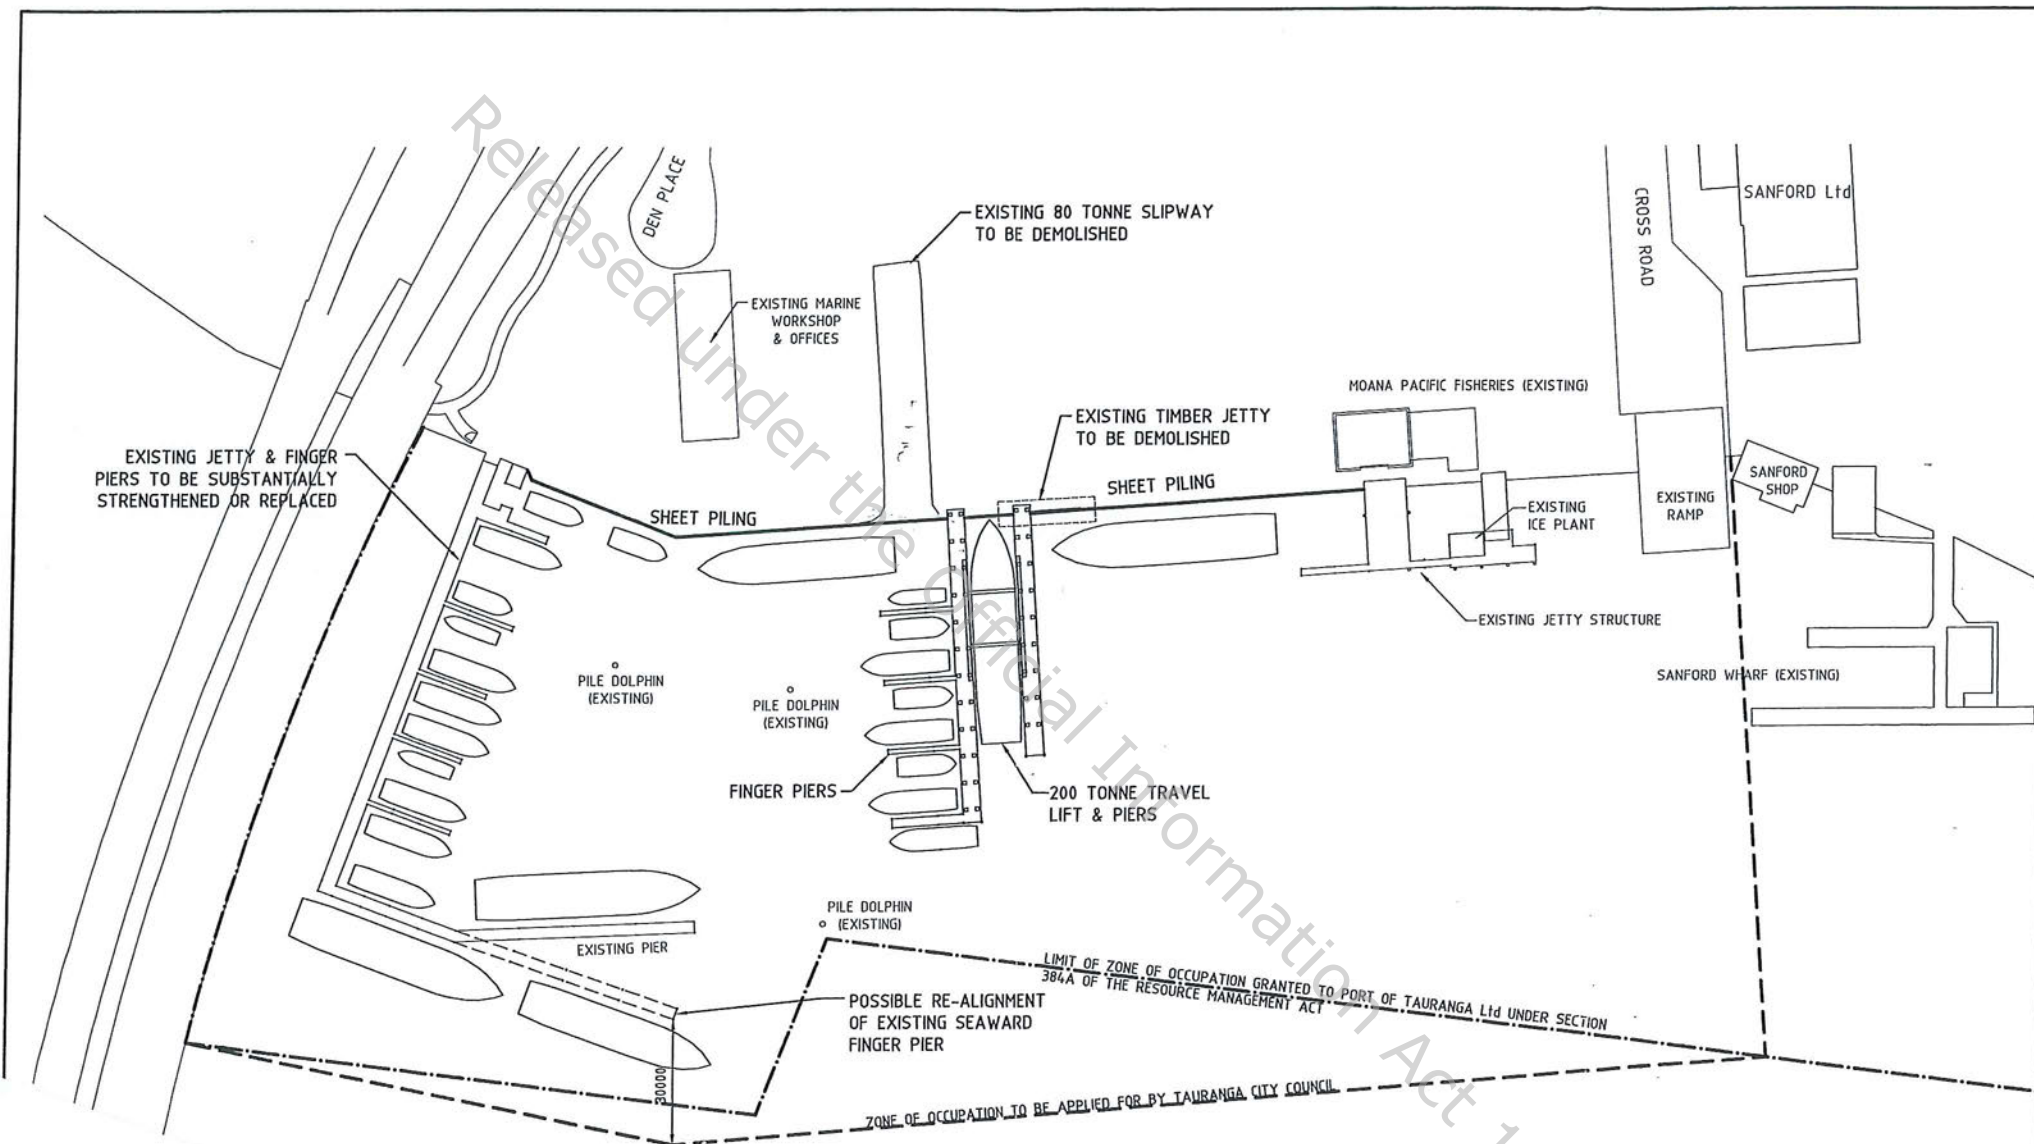 DEN PLACE
EXISTING 80 TONNE SLIPWAY
TO BE DEMOLISHED
CROSS ROAD
SANFORD Ltd
EXISTING MARINE
WORKSHOP
& OFFICES
MOANA PACIFIC FISHERIES (EXISTING)
EXISTING TIMBER JETTY
TO BE DEMOLISHED
EXISTING JETTY & FINGER
PIERS TO BE SUBSTANTIALLY
STRENGTHENED OR REPLACED
SHEET PILING
SHEET PILING
EXISTING
ICE PLANT
EXISTING
RAMP
SANFORD
SHOP
EXISTING JETTY STRUCTURE
PILE DOLPHIN
(EXISTING)
PILE DOLPHIN
(EXISTING)
SANFORD WHARF (EXISTING)
FINGER PIERS
200 TONNE TRAVEL
LIFT & PIERS
PILE DOLPHIN
(EXISTING)
EXISTING PIER
POSSIBLE RE-ALIGNMENT
OF EXISTING SEAWARD
FINGER PIER
LIMIT OF ZONE OF OCCUPATION GRANTED TO PORT OF TAURANGA Ltd UNDER SECTION
384A OF THE RESOURCE MANAGEMENT ACT
30000
ZONE OF OCCUPATION TO BE APPLIED FOR BY TAURANGA CITY COUNCIL
Released under the Official Information Act 1